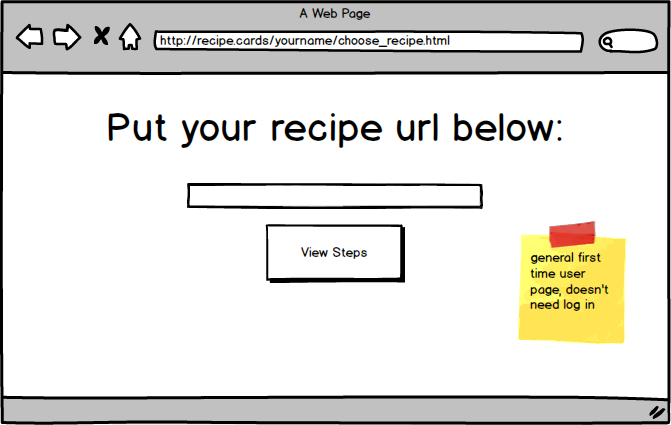 A Web Page
http://recipe.cards/yourname/choose_recipe.html
Put your recipe url below:
View Steps
general first
time user
page, doesn't
need log in